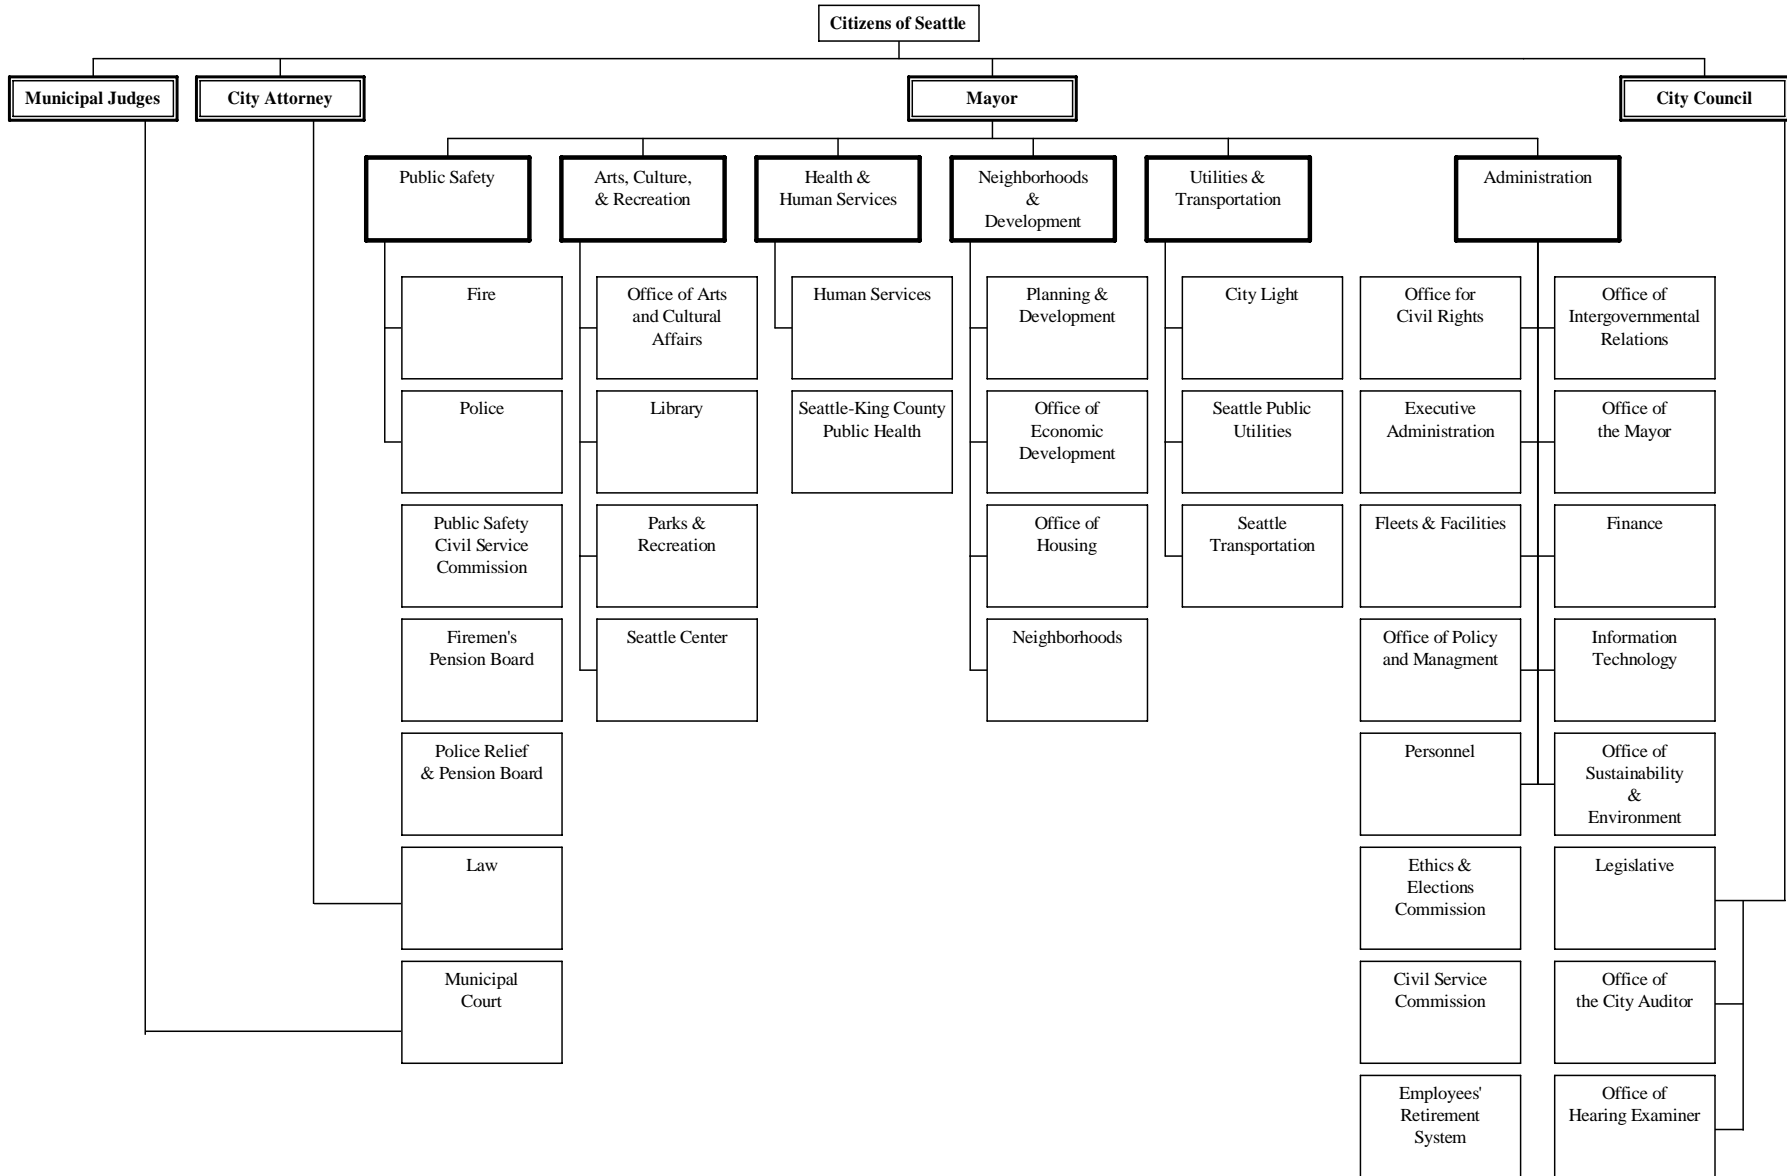 Citizens of Seattle
Municipal Judges
City Attorney
Mayor
City Council
Public Safety
Arts, Culture,
& Recreation
Health &
Human Services
Neighborhoods
&
Development
Utilities &
Transportation
Administration
Fire
Office of Arts
and Cultural
Affairs
Human Services
Planning &
Development
City Light
Office for
Civil Rights
Office of
Intergovernmental
Relations
Police
Library
Seattle-King County
Public Health
Office of
Economic
Development
Seattle Public
Utilities
Executive
Administration
Office of
the Mayor
Public Safety
Civil Service
Commission
Parks &
Recreation
Office of
Housing
Seattle
Transportation
Fleets & Facilities
Finance
Firemen's
Pension Board
Seattle Center
Neighborhoods
Office of Policy
and Managment
Information
Technology
Police Relief
& Pension Board
Personnel
Office of
Sustainability
&
Environment
Law
Ethics &
Elections
Commission
Legislative
Municipal
Court
Civil Service
Commission
Office of
the City Auditor
Employees'
Retirement
System
Office of
Hearing Examiner